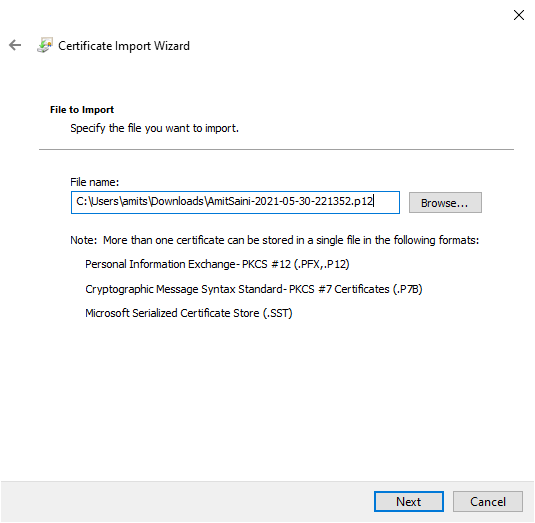 Certificate Import Wizard
File to Import
Specify the file you want to import.
File name:
C:\Users\amits\Downloads\AmitSaini-2021-05-30-221352.p12
Browse...
Note: More than one certificate can be stored in a single file in the following formats:
Personal Information Exchange- PKCS #12 (.PFX,.P12)
Cryptographic Message Syntax Standard- PKCS #7 Certificates (.P7B)
Microsoft Serialized Certificate Store (.SST)
Next
Cancel